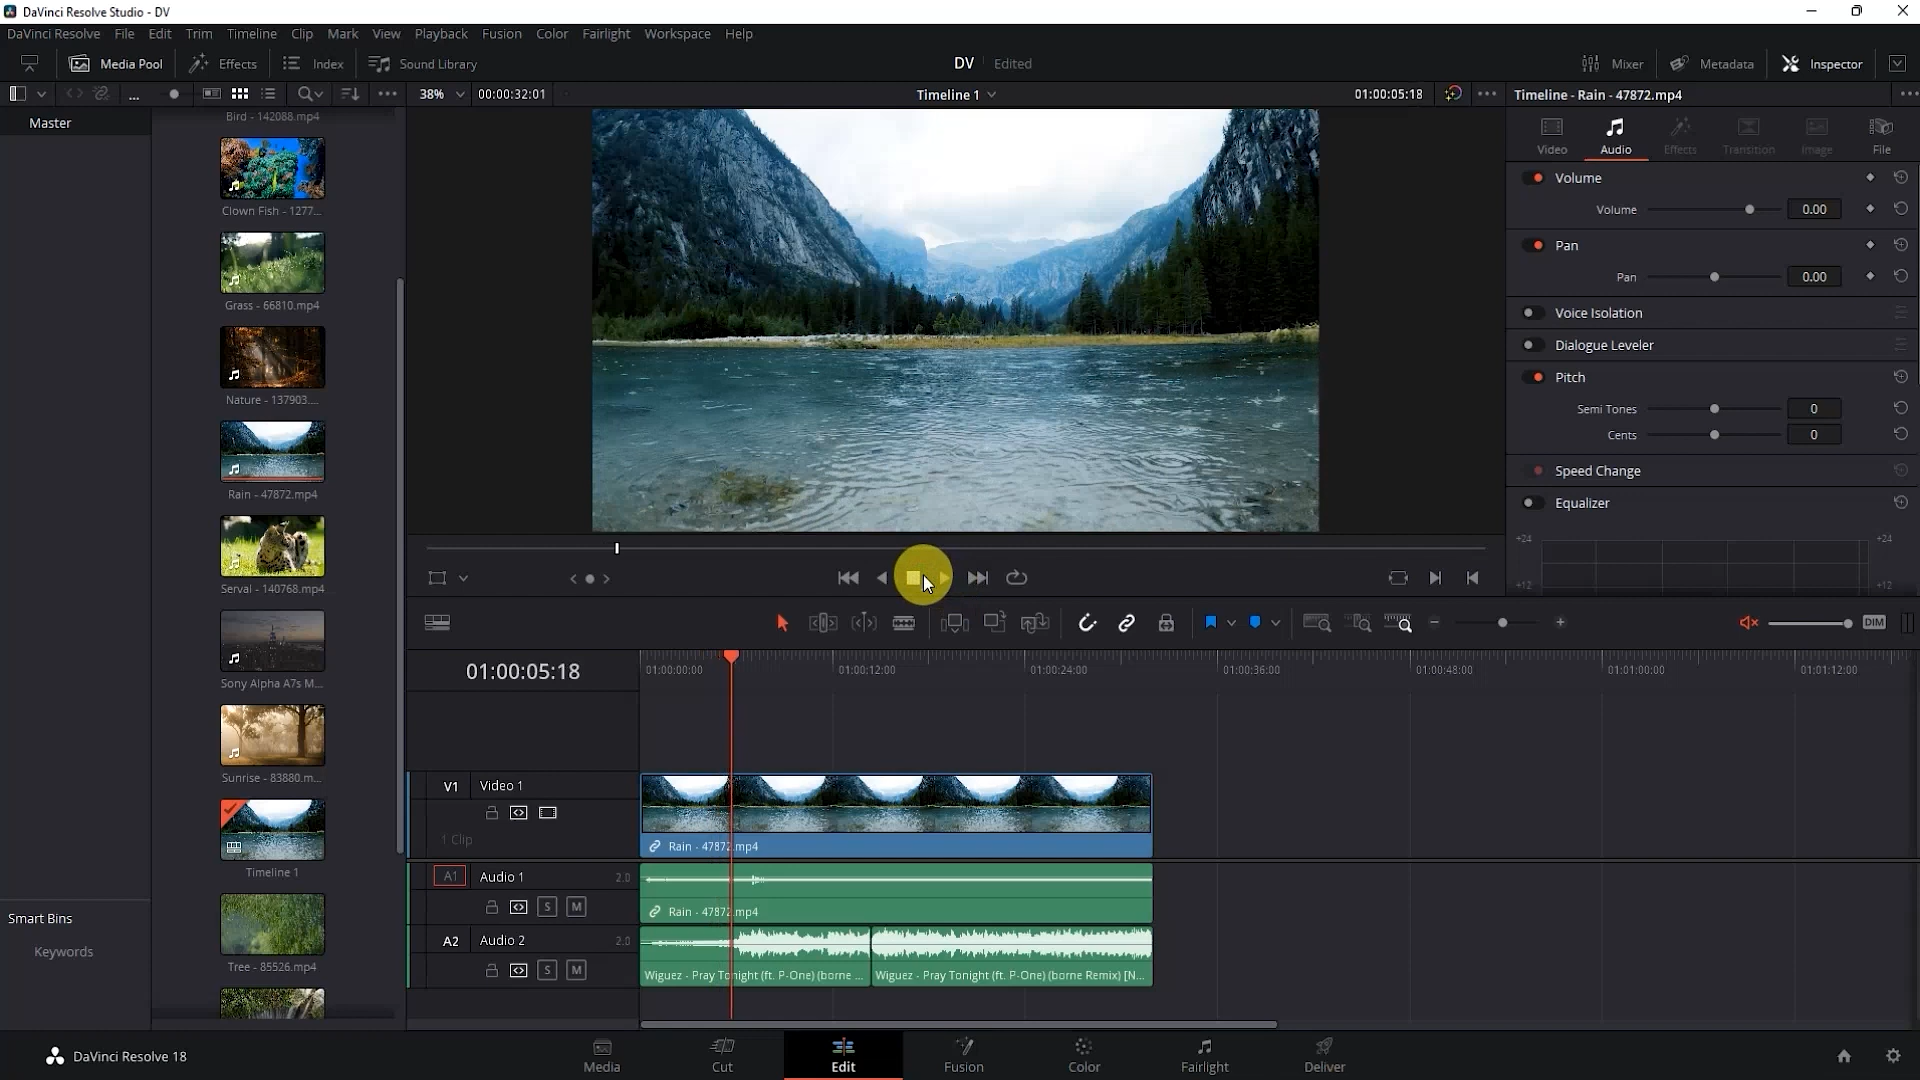 DaVinci Resolve Studio - DV
DaVinci Resolve File Edit Trim Timeline Clip Mark View Playback Fusion Color Fairlight Workspace Help
Media Pool Effects Index Sound Library DV Edited Mixer Metadata Inspector
38% 00:00:32:01 Timeline 1 01:00:05:18 Timeline - Rain - 47872.mp4
Master
Bird - 142088.mp4
Clown Fish - 1277...
Grass - 66810.mp4
Nature - 137903....
Rain - 47872.mp4
Serval - 140768.mp4
Sony Alpha A7s M...
Sunrise - 83880.m...
Timeline 1
Tree - 85526.mp4
Smart Bins
Keywords
Video Audio Effects Transition Image File
Volume
Volume 0.00
Pan
Pan 0.00
Voice Isolation
Dialogue Leveler
Pitch
Semi Tones 0
Cents 0
Speed Change
Equalizer
+24 +24
+12 +12
DIM
01:00:05:18 01:00:00:00 01:00:12:00 01:00:24:00 01:00:36:00 01:00:48:00 01:01:00:00 01:01:12:00
V1 Video 1
1 Clip
Rain - 47872.mp4
A1 Audio 1 2.0
S M
Rain - 47872.mp4
A2 Audio 2 2.0
S M
Wiguez - Pray Tonight (ft. P-One) (borne ... Wiguez - Pray Tonight (ft. P-One) (borne Remix) [N...
DaVinci Resolve 18
Media Cut Edit Fusion Color Fairlight Deliver